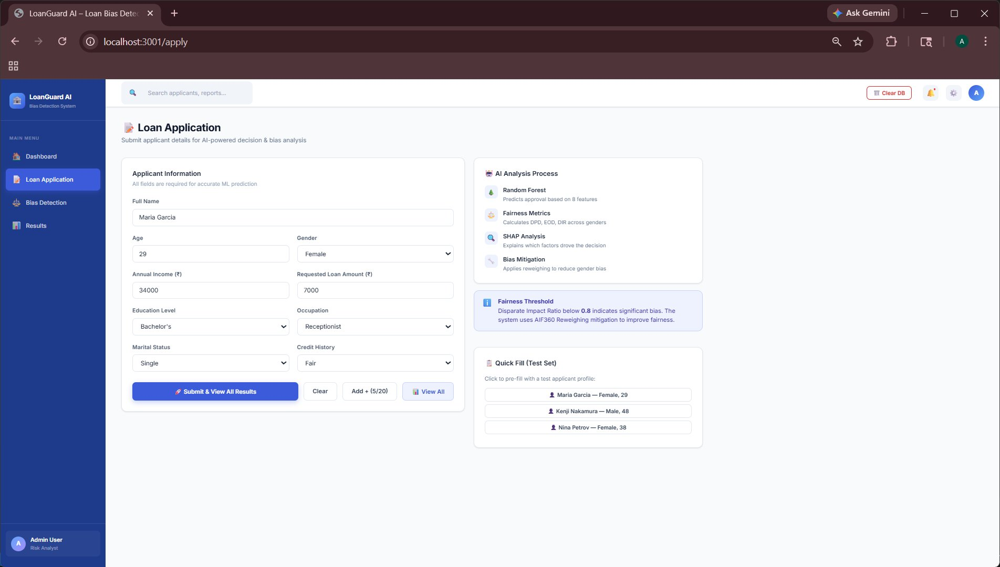 LoanGuard AI – Loan Bias Detec
Ask Gemini
localhost:3001/apply
A
LoanGuard AI
Bias Detection System
MAIN MENU
Dashboard
Loan Application
Bias Detection
Results
Admin User
Risk Analyst
A
Search applicants, reports...
Clear DB
A
Loan Application
Submit applicant details for AI-powered decision & bias analysis
Applicant Information
All fields are required for accurate ML prediction
Full Name
Maria Garcia
Age
Gender
29
Female
Annual Income (₹)
Requested Loan Amount (₹)
34000
7000
Education Level
Occupation
Bachelor's
Receptionist
Marital Status
Credit History
Single
Fair
Submit & View All Results
Clear
Add + (5/20)
View All
AI Analysis Process
Random Forest
Predicts approval based on 8 features
Fairness Metrics
Calculates DPD, EOD, DIR across genders
SHAP Analysis
Explains which factors drove the decision
Bias Mitigation
Applies reweighing to reduce gender bias
Fairness Threshold
Disparate Impact Ratio below 0.8 indicates significant bias. The
system uses AIF360 Reweighing mitigation to improve fairness.
Quick Fill (Test Set)
Click to pre-fill with a test applicant profile:
Maria Garcia — Female, 29
Kenji Nakamura — Male, 48
Nina Petrov — Female, 38